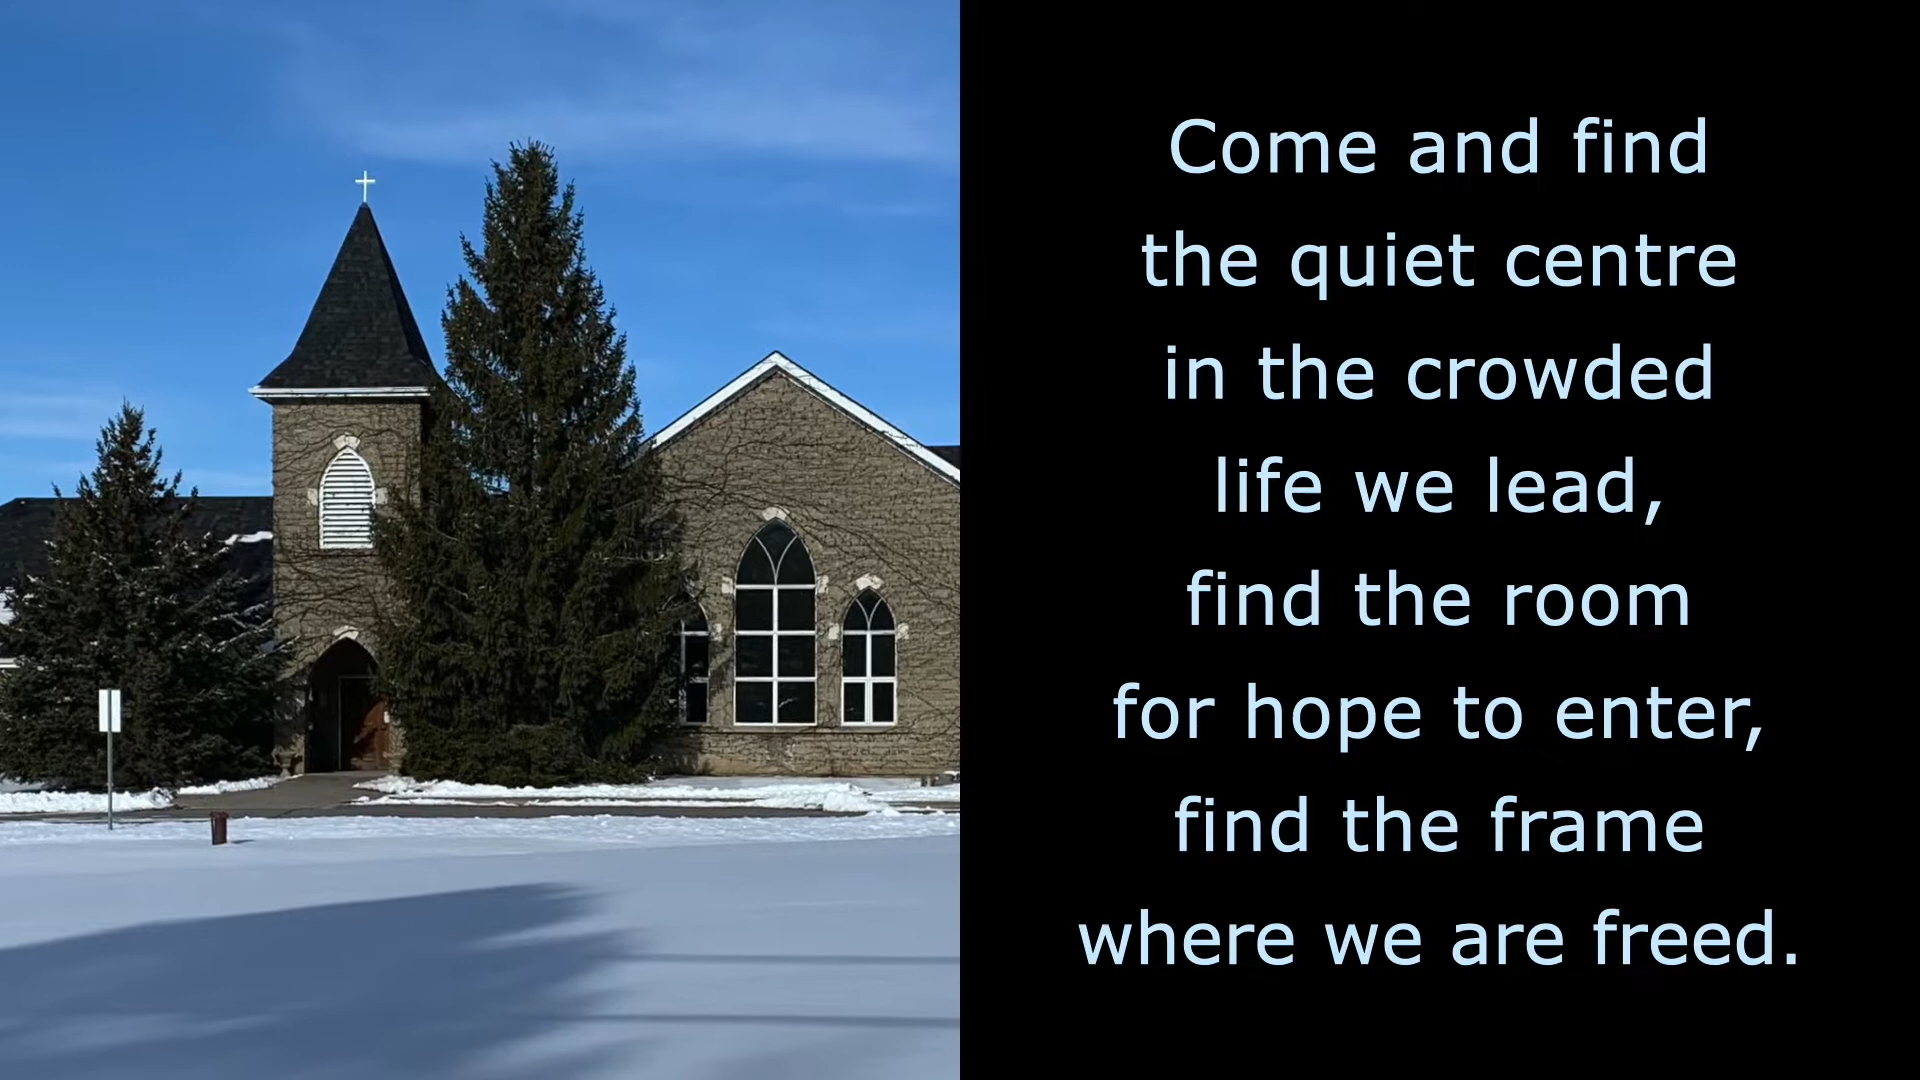 Come and find
the quiet centre
in the crowded
life we lead,
find the room
for hope to enter,
find the frame
where we are freed.